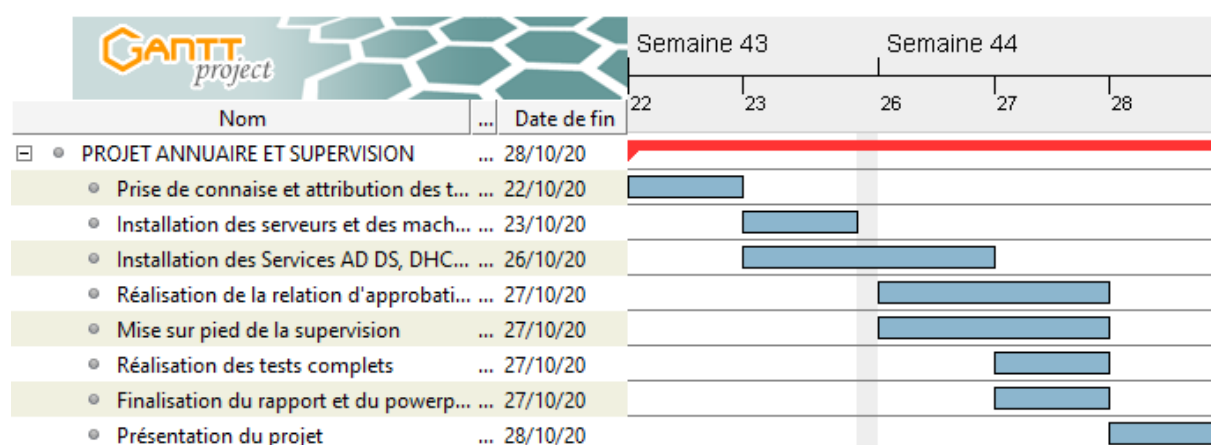 GANTT
project
Semaine 43 Semaine 44
22 23 26 27 28
Nom ... Date de fin
PROJET ANNUAIRE ET SUPERVISION ... 28/10/20
Prise de connaise et attribution des t... ... 22/10/20
Installation des serveurs et des mach... ... 23/10/20
Installation des Services AD DS, DHC... ... 26/10/20
Réalisation de la relation d'approbati... ... 27/10/20
Mise sur pied de la supervision ... 27/10/20
Réalisation des tests complets ... 27/10/20
Finalisation du rapport et du powerp... ... 27/10/20
Présentation du projet ... 28/10/20